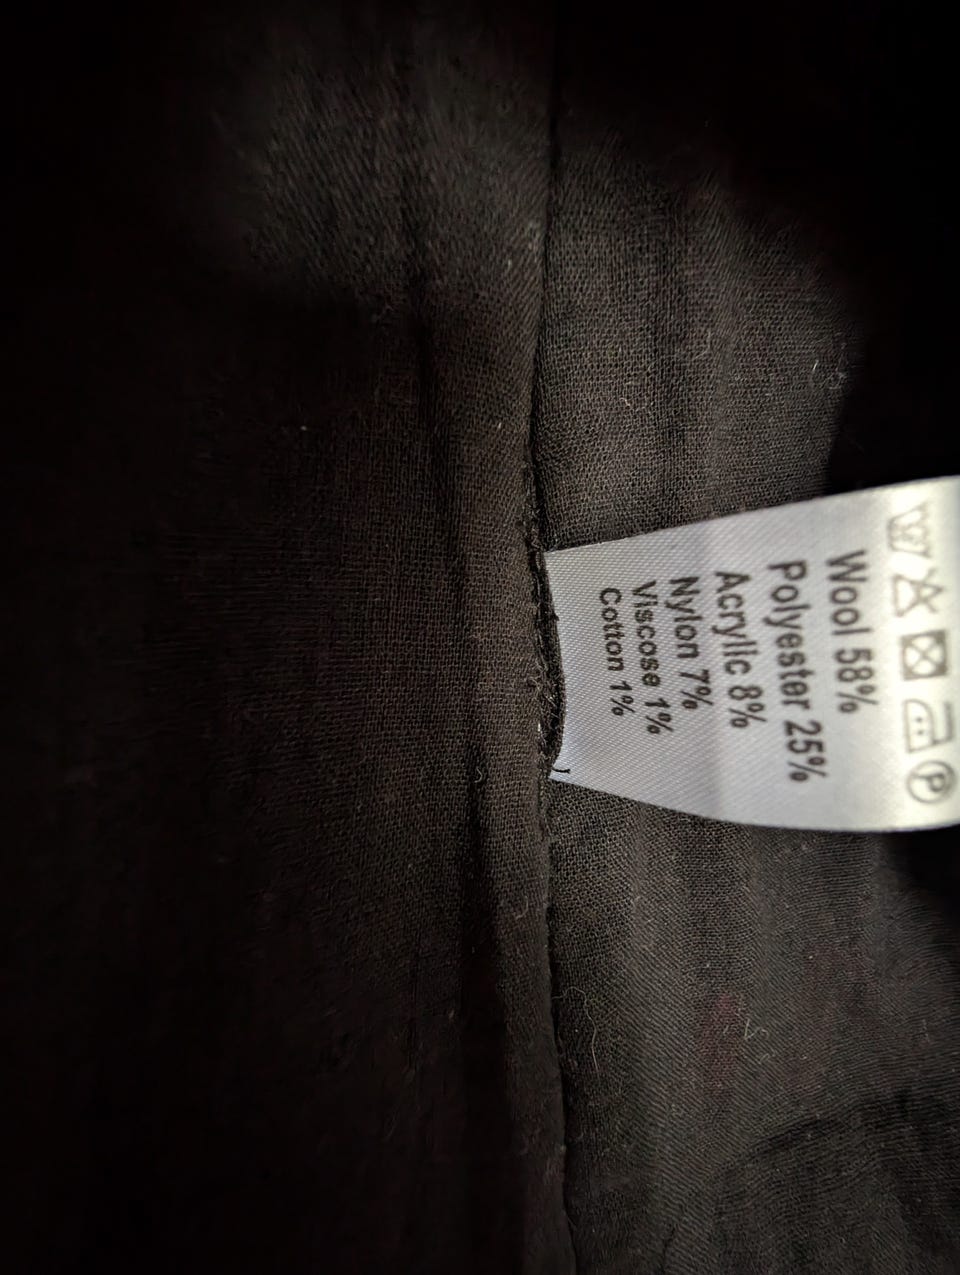 Wool 58%
Polyester 25%
Acrylic 8%
Nylon 7%
Viscose 1%
Cotton 1%
P